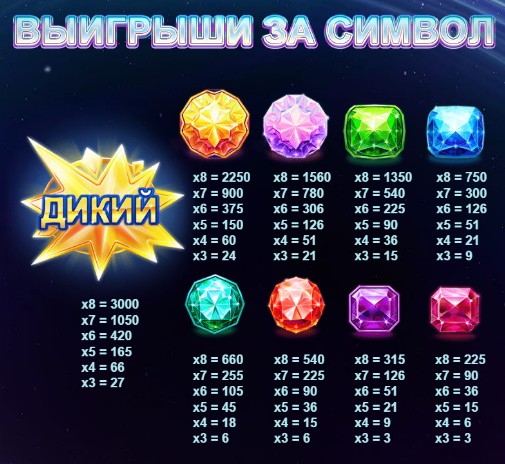 ВЫИГРЫШИ ЗА СИМВОЛ
ДИКИЙ
x8 = 3000
x7 = 1050
x6 = 420
x5 = 165
x4 = 66
x3 = 27
x8 = 2250
x7 = 900
x6 = 375
x5 = 150
x4 = 60
x3 = 24
x8 = 1560
x7 = 780
x6 = 306
x5 = 126
x4 = 51
x3 = 21
x8 = 1350
x7 = 540
x6 = 225
x5 = 90
x4 = 36
x3 = 15
x8 = 750
x7 = 300
x6 = 126
x5 = 51
x4 = 21
x3 = 9
x8 = 660
x7 = 255
x6 = 105
x5 = 45
x4 = 18
x3 = 6
x8 = 540
x7 = 225
x6 = 90
x5 = 36
x4 = 15
x3 = 6
x8 = 315
x7 = 126
x6 = 51
x5 = 21
x4 = 9
x3 = 3
x8 = 225
x7 = 90
x6 = 36
x5 = 15
x4 = 6
x3 = 3